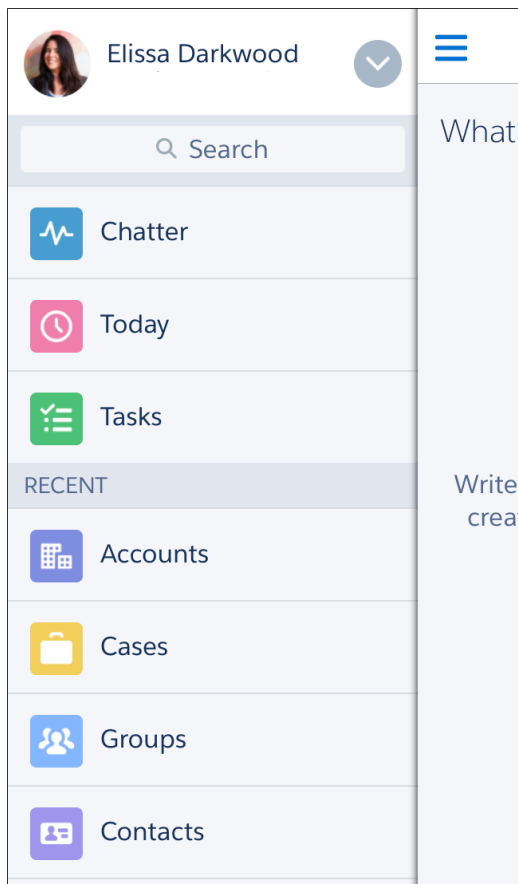 Elissa Darkwood
Search
Chatter
Today
Tasks
RECENT
Accounts
Cases
Groups
Contacts
What
Write
crea